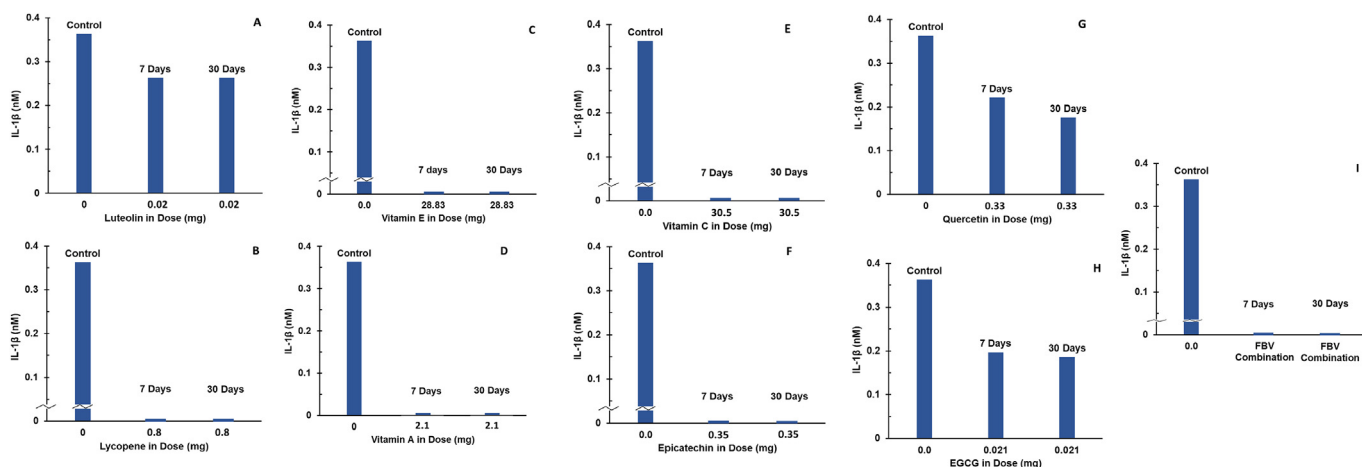 A
0.4
0.3
0.2
0.1
0
IL-1β (nM)
Control
7 Days
30 Days
0
0.02
0.02
Luteolin in Dose (mg)
B
0.4
0.3
0.2
0.1
0
IL-1β (nM)
Control
7 Days
30 Days
0
0.8
0.8
Lycopene in Dose (mg)
C
0.4
0.3
0.2
0.1
0
IL-1β (nM)
Control
7 days
30 Days
0.0
28.83
28.83
Vitamin E in Dose (mg)
D
0.4
0.3
0.2
0.1
0
IL-1β (nM)
Control
7 Days
30 Days
0
2.1
2.1
Vitamin A in Dose (mg)
E
0.4
0.3
0.2
0.1
0
IL-1β (nM)
Control
7 Days
30 Days
0.0
30.5
30.5
Vitamin C in Dose (mg)
F
0.4
0.3
0.2
0.1
0
IL-1β (nM)
Control
7 Days
30 Days
0.0
0.35
0.35
Epicatechin in Dose (mg)
G
0.4
0.3
0.2
0.1
0
IL-1β (nM)
Control
7 Days
30 Days
0
0.33
0.33
Quercetin in Dose (mg)
H
0.4
0.3
0.2
0.1
0
IL-1β (nM)
Control
7 Days
30 Days
0.0
0.021
0.021
EGCG in Dose (mg)
I
0.4
0.3
0.2
0.1
0
IL-1β (nM)
Control
7 Days
30 Days
0.0
FBV
Combination
FBV
Combination